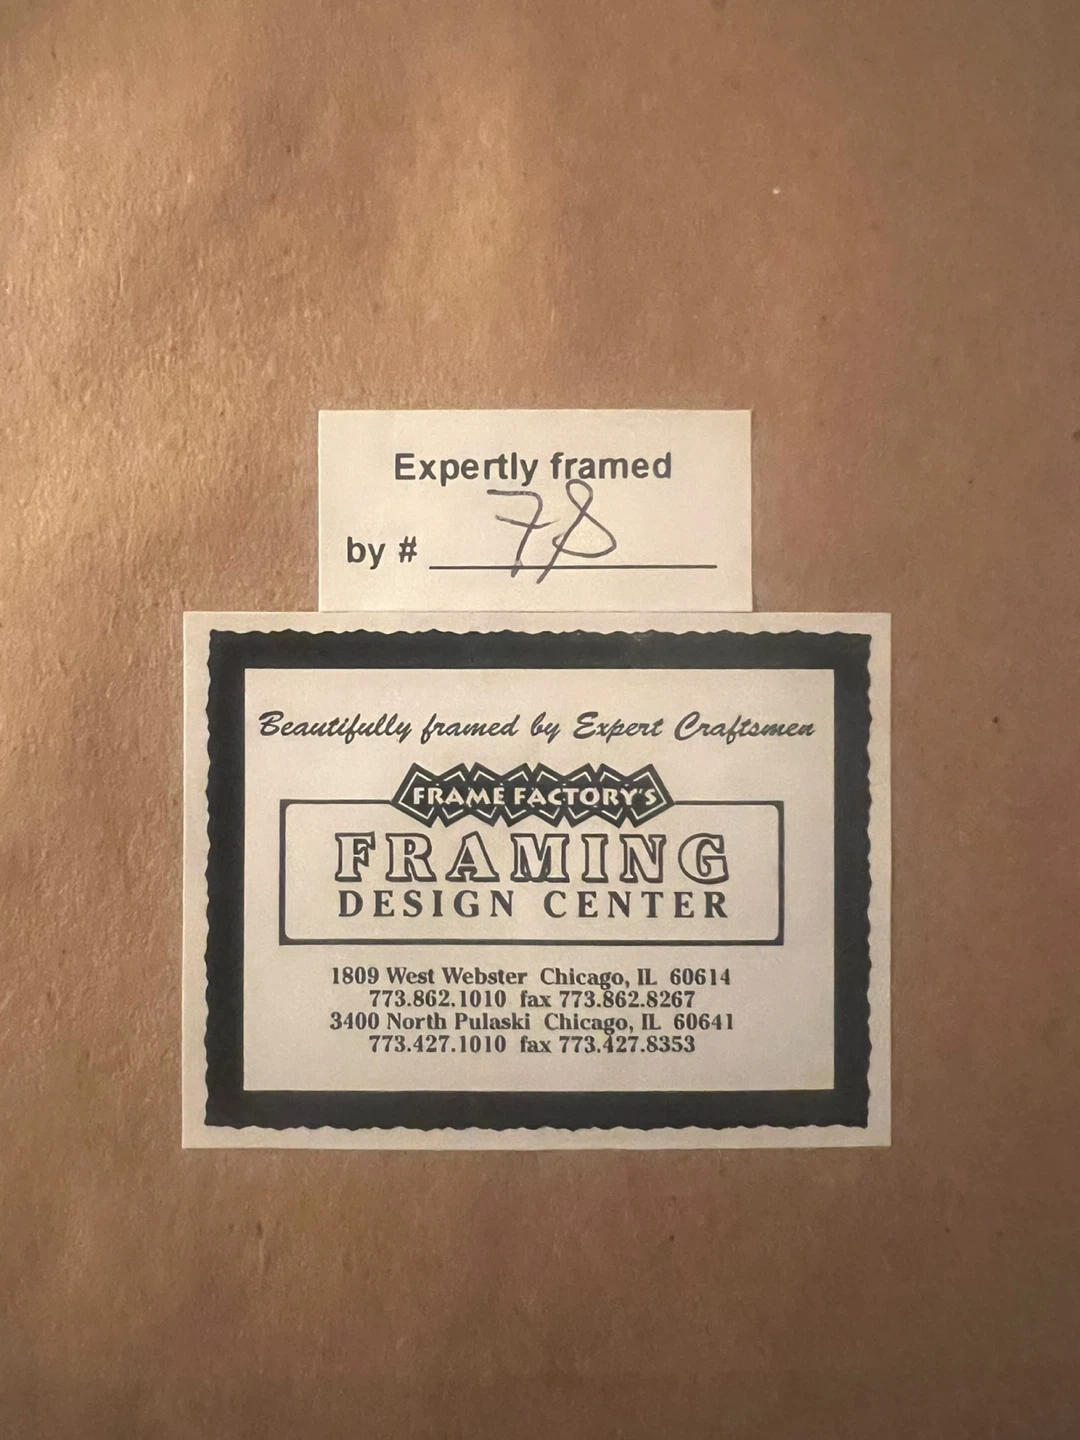 Expertly framed
by # 78
Beautifully framed by Expert Craftsmen
FRAME FACTORY'S
FRAMING
DESIGN CENTER
1809 West Webster Chicago, IL 60614
773.862.1010 fax 773.862.8267
3400 North Pulaski Chicago, IL 60641
773.427.1010 fax 773.427.8353